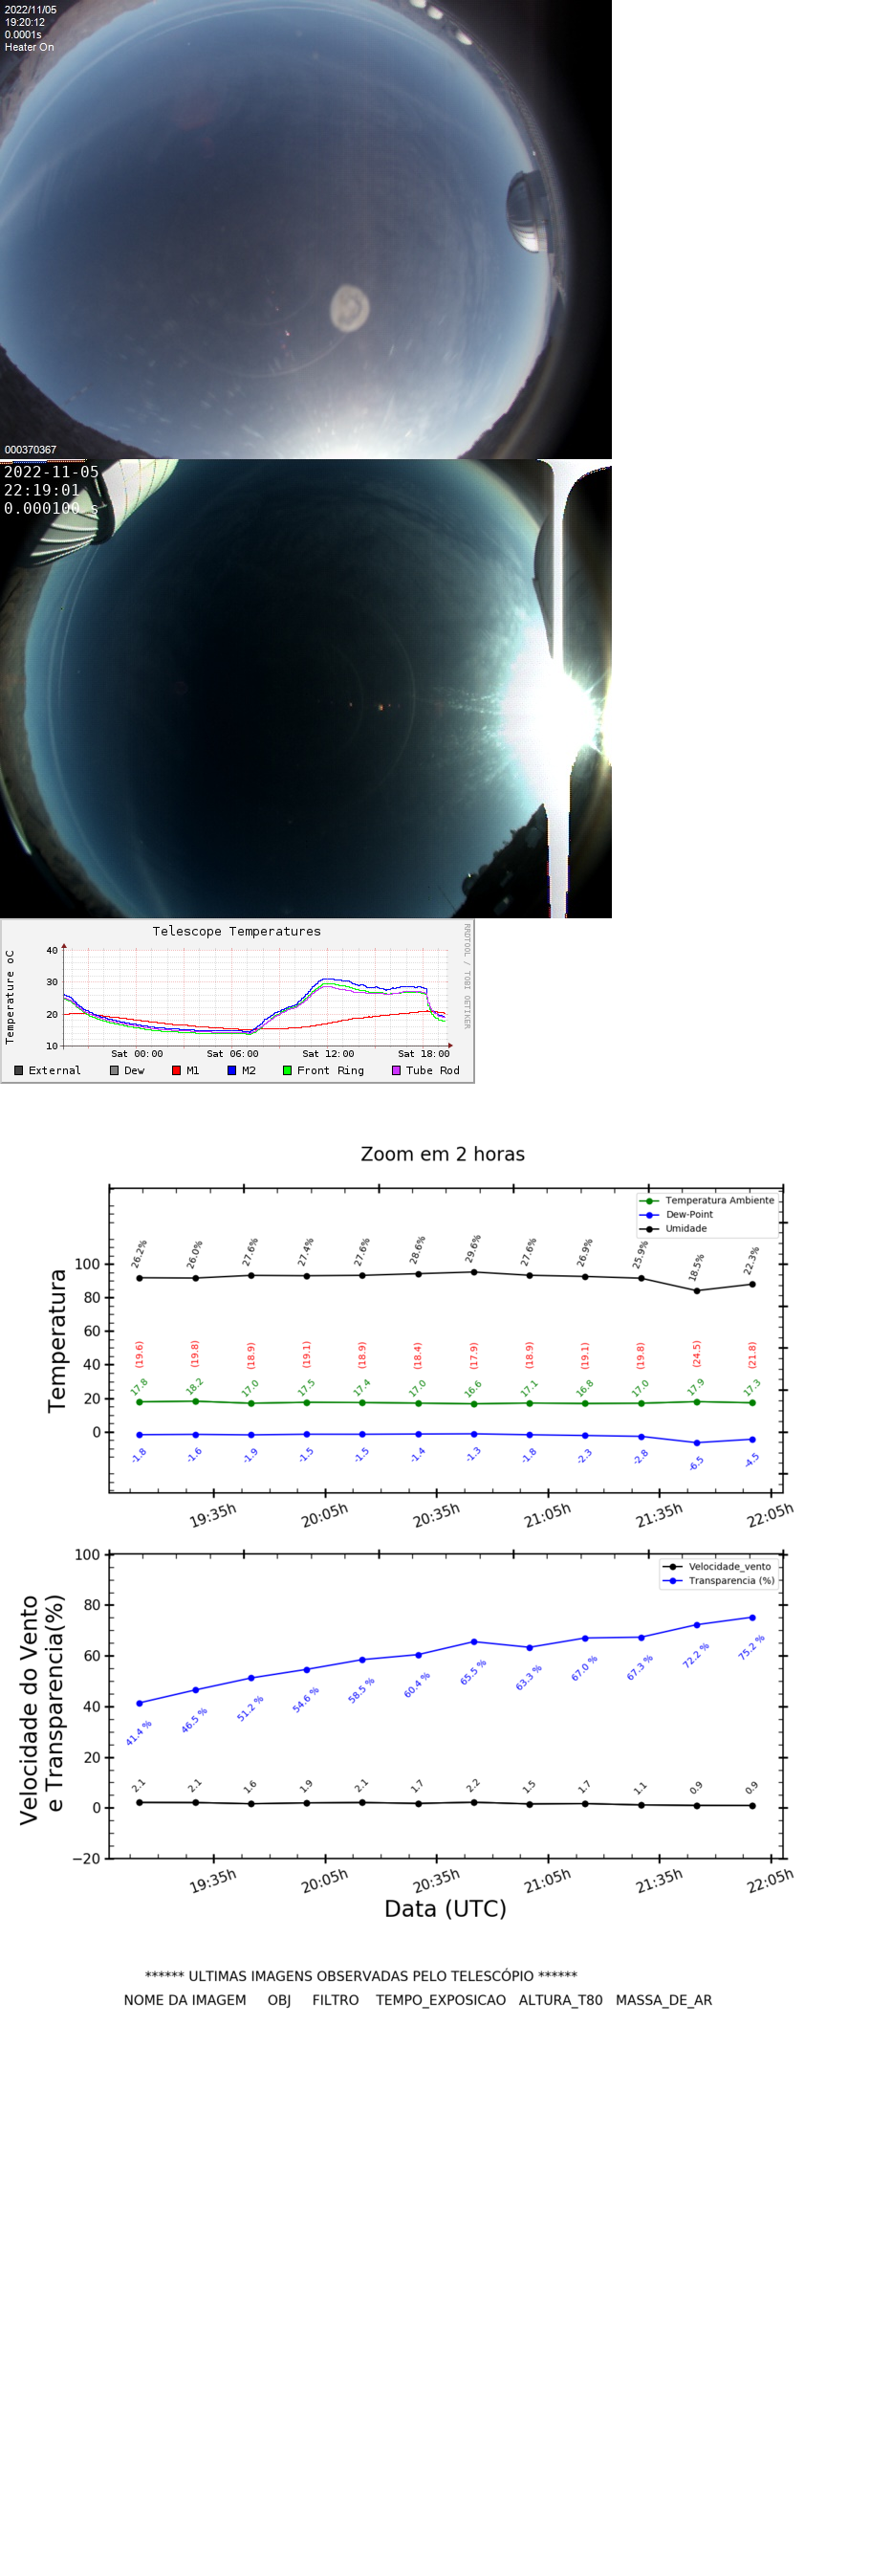 2022/11/05
19:20:12
0.0001s
Heater On
000370367
2022-11-05
22:19:01
0.000100 s
Telescope Temperatures
RRDTOOL / TOBI OETIKER
Temperature oC
40
30
20
10
Sat 00:00 Sat 06:00 Sat 12:00 Sat 18:00
External Dew M1 M2 Front Ring Tube Rod
Zoom em 2 horas
Temperatura Ambiente
Dew-Point
Umidade
Temperatura
100
80
60
40
20
0
26.2% 26.0% 27.6% 27.4% 27.6% 28.6% 29.6% 27.6% 26.9% 25.9% 18.5% 22.3%
(19.6) (19.8) (18.9) (19.1) (18.9) (18.4) (17.9) (18.9) (19.1) (19.8) (24.5) (21.8)
17.8 18.2 17.0 17.5 17.4 17.0 16.6 17.1 16.8 17.0 17.9 17.3
-1.8 -1.6 -1.9 -1.5 -1.5 -1.4 -1.3 -1.8 -2.3 -2.8 -6.5 -4.5
19:35h 20:05h 20:35h 21:05h 21:35h 22:05h
Velocidade do Vento
e Transparencia(%)
Velocidade_vento
Transparencia (%)
100
80
60
40
20
0
−20
41.4 % 46.5 % 51.2 % 54.6 % 58.5 % 60.4 % 65.5 % 63.3 % 67.0 % 67.3 % 72.2 % 75.2 %
2.1 2.1 1.6 1.9 2.1 1.7 2.2 1.5 1.7 1.1 0.9 0.9
19:35h 20:05h 20:35h 21:05h 21:35h 22:05h
Data (UTC)
****** ULTIMAS IMAGENS OBSERVADAS PELO TELESCÓPIO ******
NOME DA IMAGEM OBJ FILTRO TEMPO_EXPOSICAO ALTURA_T80 MASSA_DE_AR